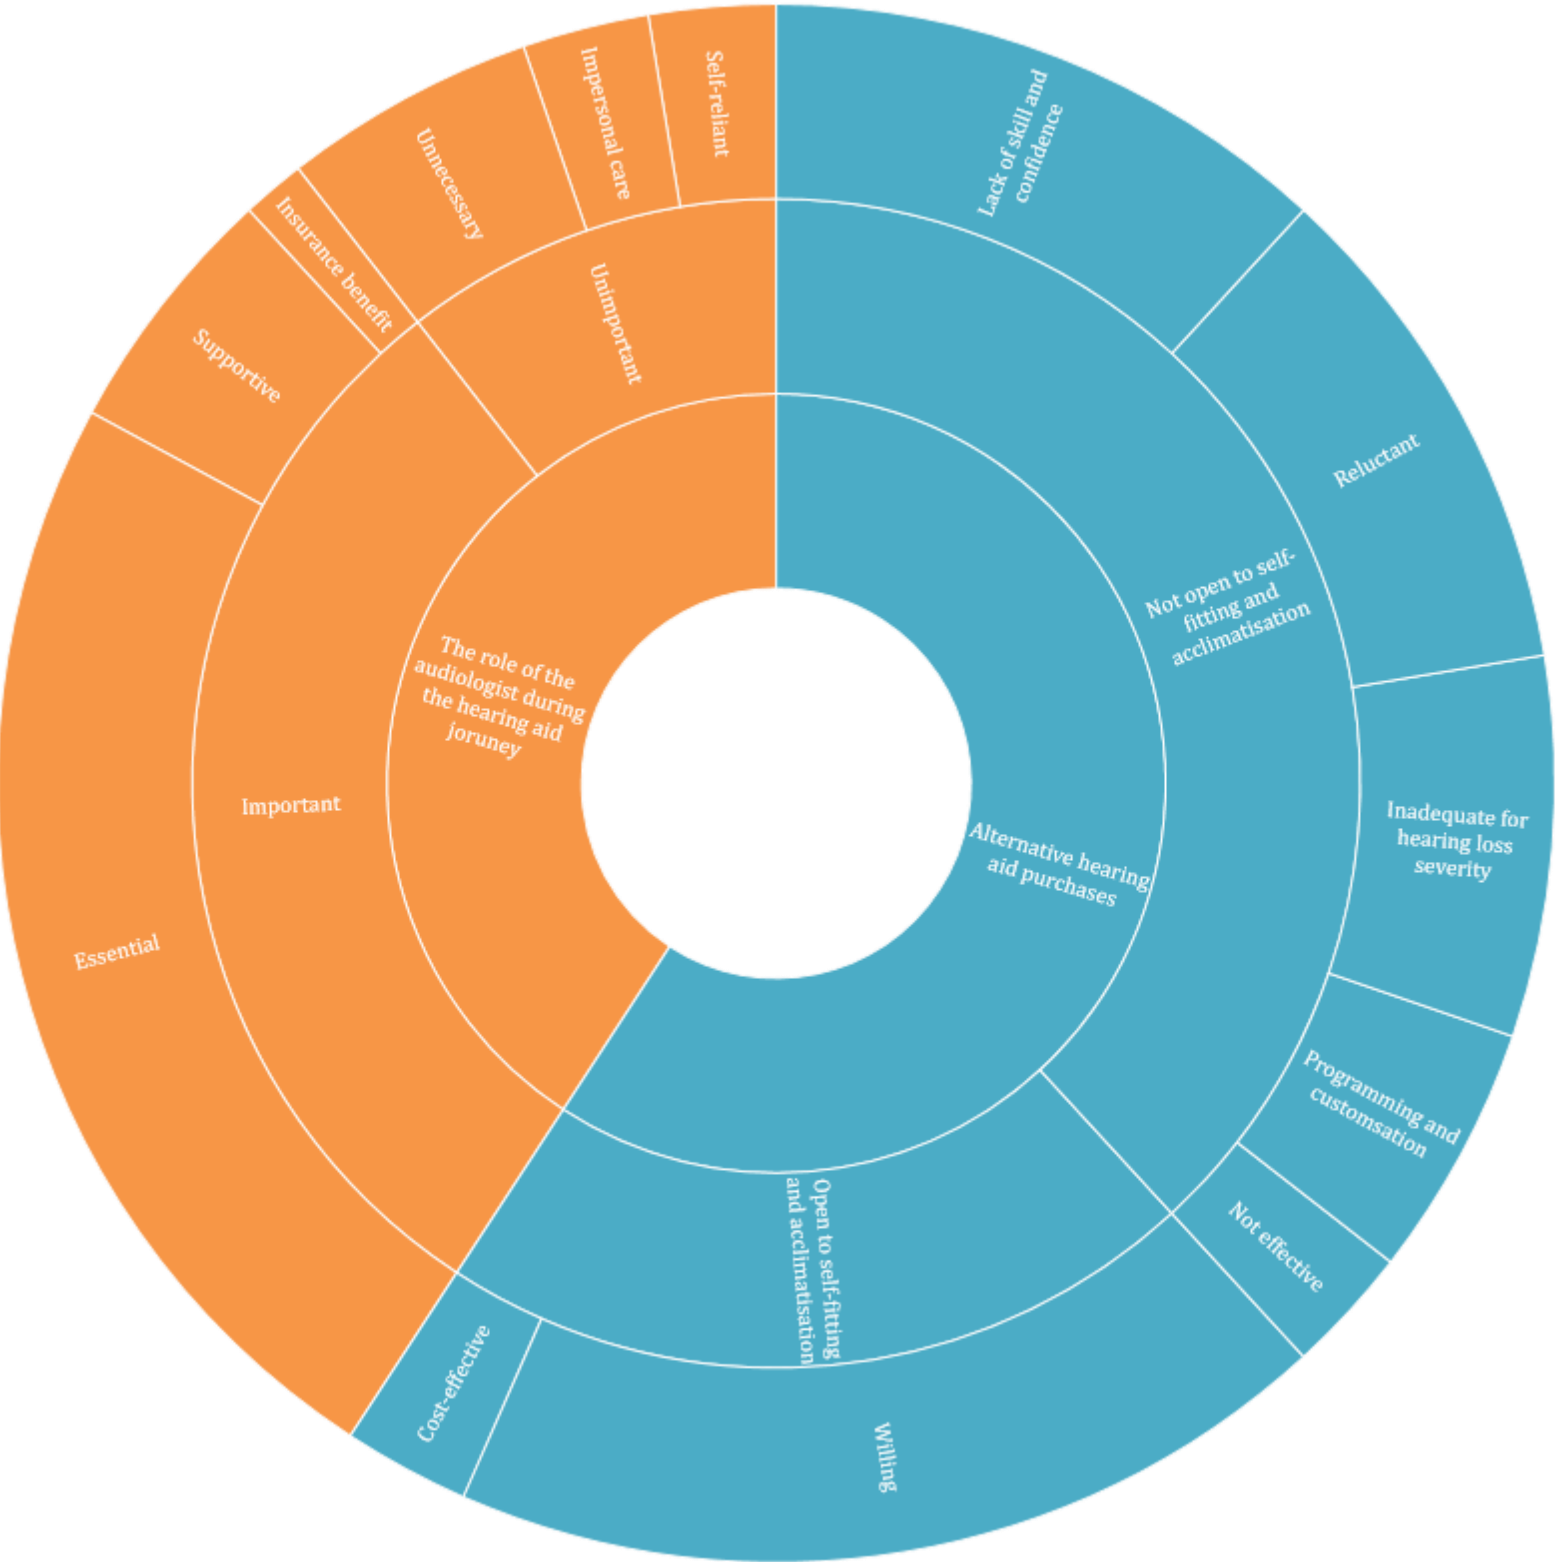 Self-reliant
Impersonal care
Unnecessary
Insurance benefit
Supportive
Essential
Unimportant
Important
The role of the
audiologist during
the hearing aid
joruney
Lack of skill and
confidence
Reluctant
Not open to self-
fitting and
acclimatisation
Inadequate for
hearing loss
severity
Alternative hearing
aid purchases
Programming and
customsation
Not effective
Open to self-fitting
and acclimatisation
Cost-effective
Willing